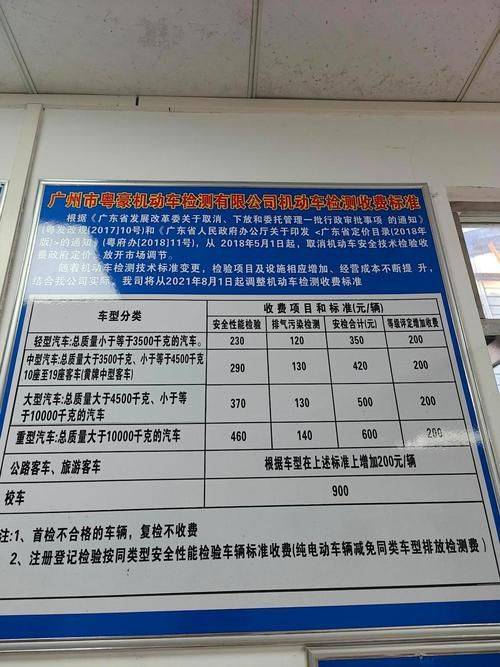 广州市粤豪机动车检测有限公司机动车检测收费标准
根据《广东省发展改革委关于取消、下放和委托管理一批行政审批事项 的通知》
(粤发改规[2017]10号)和《广东省人民政府办公厅关于印发 <广东省定价目录(2018年
版)>的通知》(粤府办[2018]11号), 从 2018年5月1日起, 取消机动车安全技术检验收
费政府定价, 放开市场调节。
随着机动车检测技术标准变更, 检验项目及设施相应增加、经营成本不断提 升,
结合我公司实际, 我司将从2021年8月1日起调整机动车检测收费标准
车型分类 收费项目和标准(元/辆)
安全性能检验 排气污染检测 安检合计(元) 等级评定增加收费
轻型汽车:总质量小于等于3500千克的汽车。 230 120 350 200
中型汽车:总质量大于3500千克、小于等于4500千克
10座至19座客车(黄牌中型客车) 290 130 420 200
大型汽车:总质量大于4500千克、小于等
于10000千克的汽车 370 130 500 200
重型汽车:总质量大于10000千克的汽车 460 140 600 200
公路客车、旅游客车 根据车型在上述标准上增加200元/辆
校车 900
注:1、首检不合格的车辆，复检不收费
2、注册登记检验按同类型安全性能检验车辆标准收费(纯电动车辆减免同类车型排放检测费)